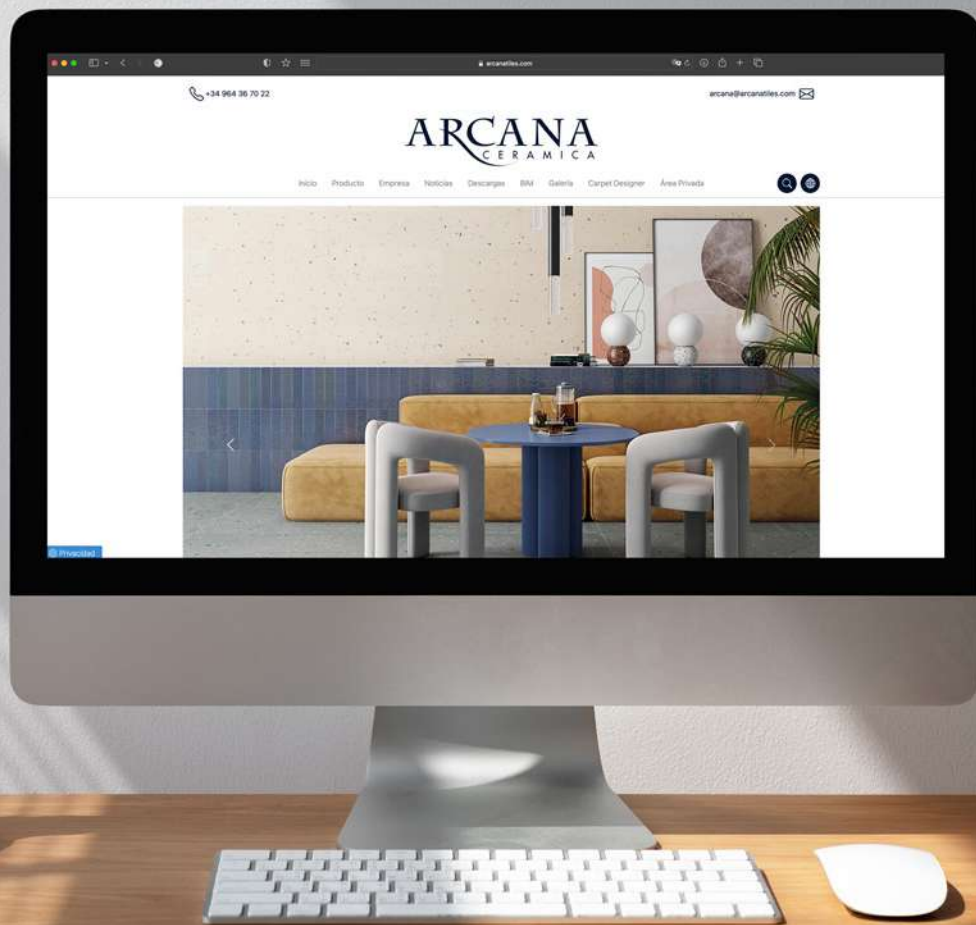 arcanatiles.com
+34 964 36 70 22
arcana@arcanatiles.com
ARCANA
CERAMICA
Inicio Producto Empresa Noticias Descargas BIM Galería Carpet Designer Área Privada
Privacidad